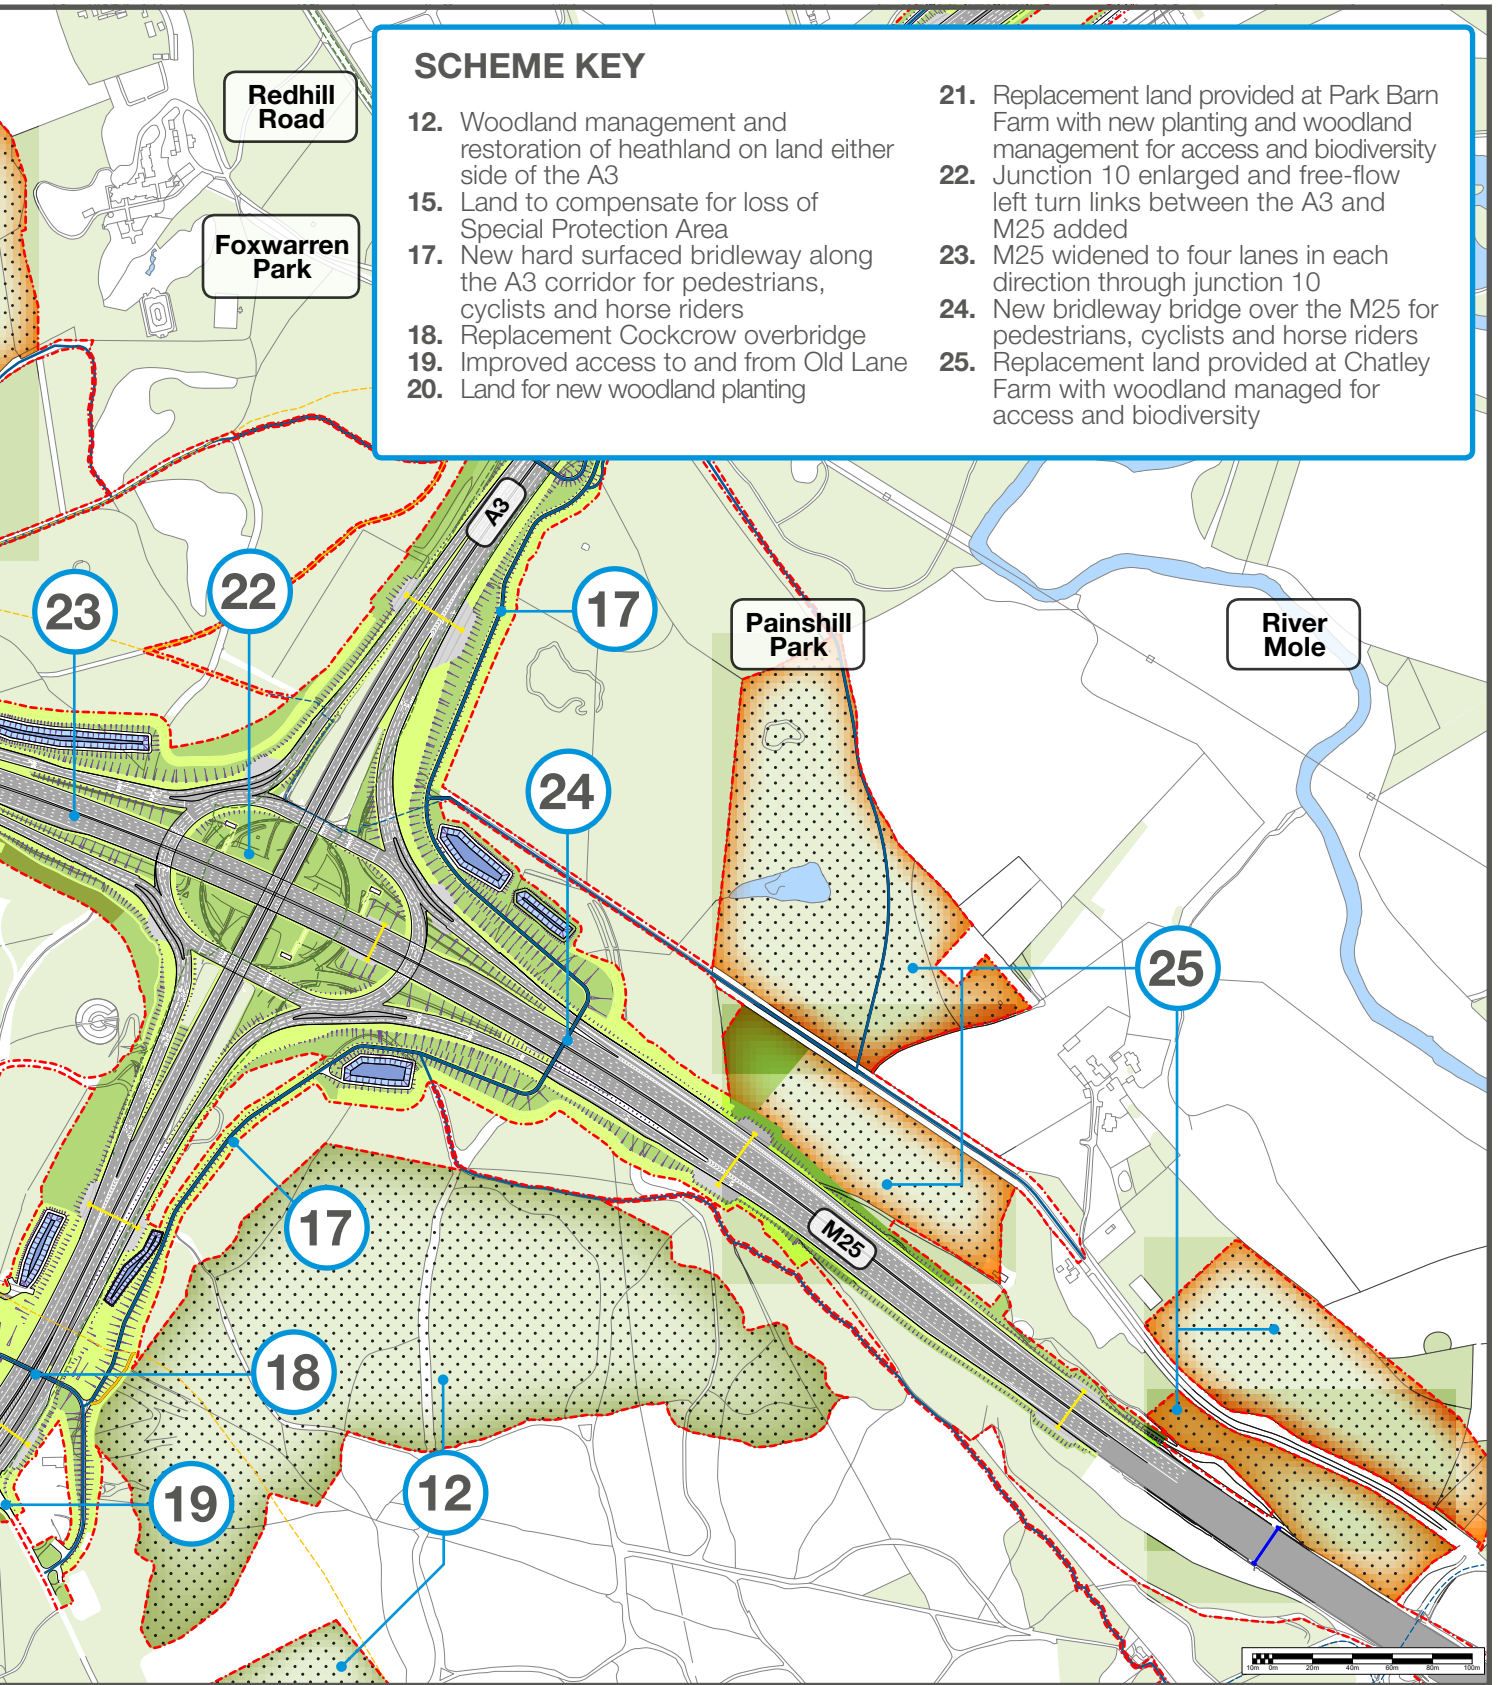 SCHEME KEY
12. Woodland management and
restoration of heathland on land either
side of the A3
15. Land to compensate for loss of
Special Protection Area
17. New hard surfaced bridleway along
the A3 corridor for pedestrians,
cyclists and horse riders
18. Replacement Cockcrow overbridge
19. Improved access to and from Old Lane
20. Land for new woodland planting
21. Replacement land provided at Park Barn
Farm with new planting and woodland
management for access and biodiversity
22. Junction 10 enlarged and free-flow
left turn links between the A3 and
M25 added
23. M25 widened to four lanes in each
direction through junction 10
24. New bridleway bridge over the M25 for
pedestrians, cyclists and horse riders
25. Replacement land provided at Chatley
Farm with woodland managed for
access and biodiversity
Redhill
Road
Foxwarren
Park
A3
23
22
17
Painshill
Park
River
Mole
24
25
17
M25
18
19
12
10m 0m 20m 40m 60m 80m 100m